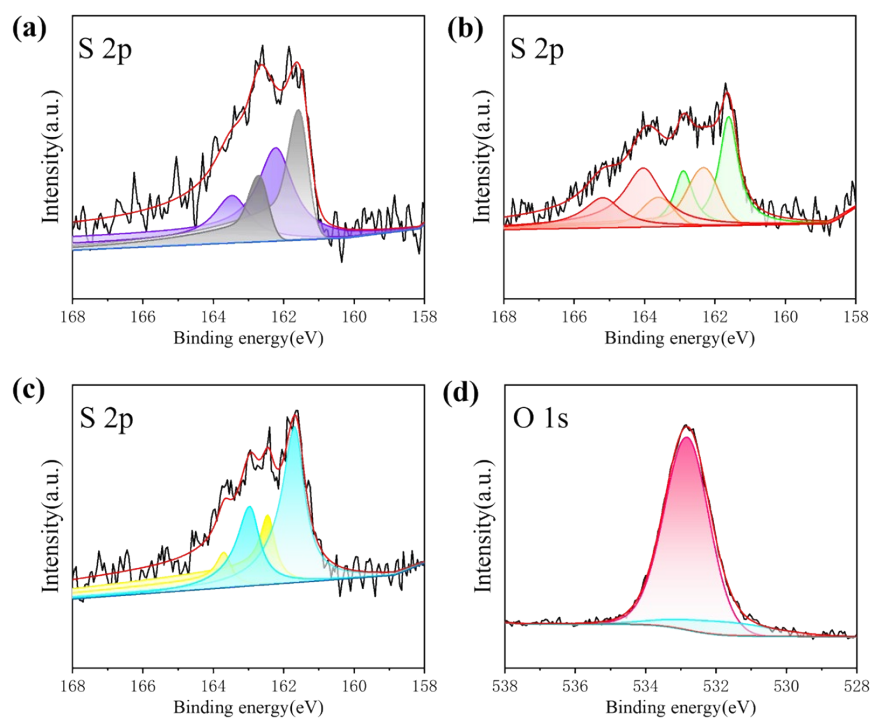 (a)
S 2p
Intensity(a.u.)
168 166 164 162 160 158
Binding energy(eV)
(b)
S 2p
Intensity(a.u.)
168 166 164 162 160 158
Binding energy(eV)
(c)
S 2p
Intensity(a.u.)
168 166 164 162 160 158
Binding energy(eV)
(d)
O 1s
Intensity(a.u.)
538 536 534 532 530 528
Binding energy(eV)